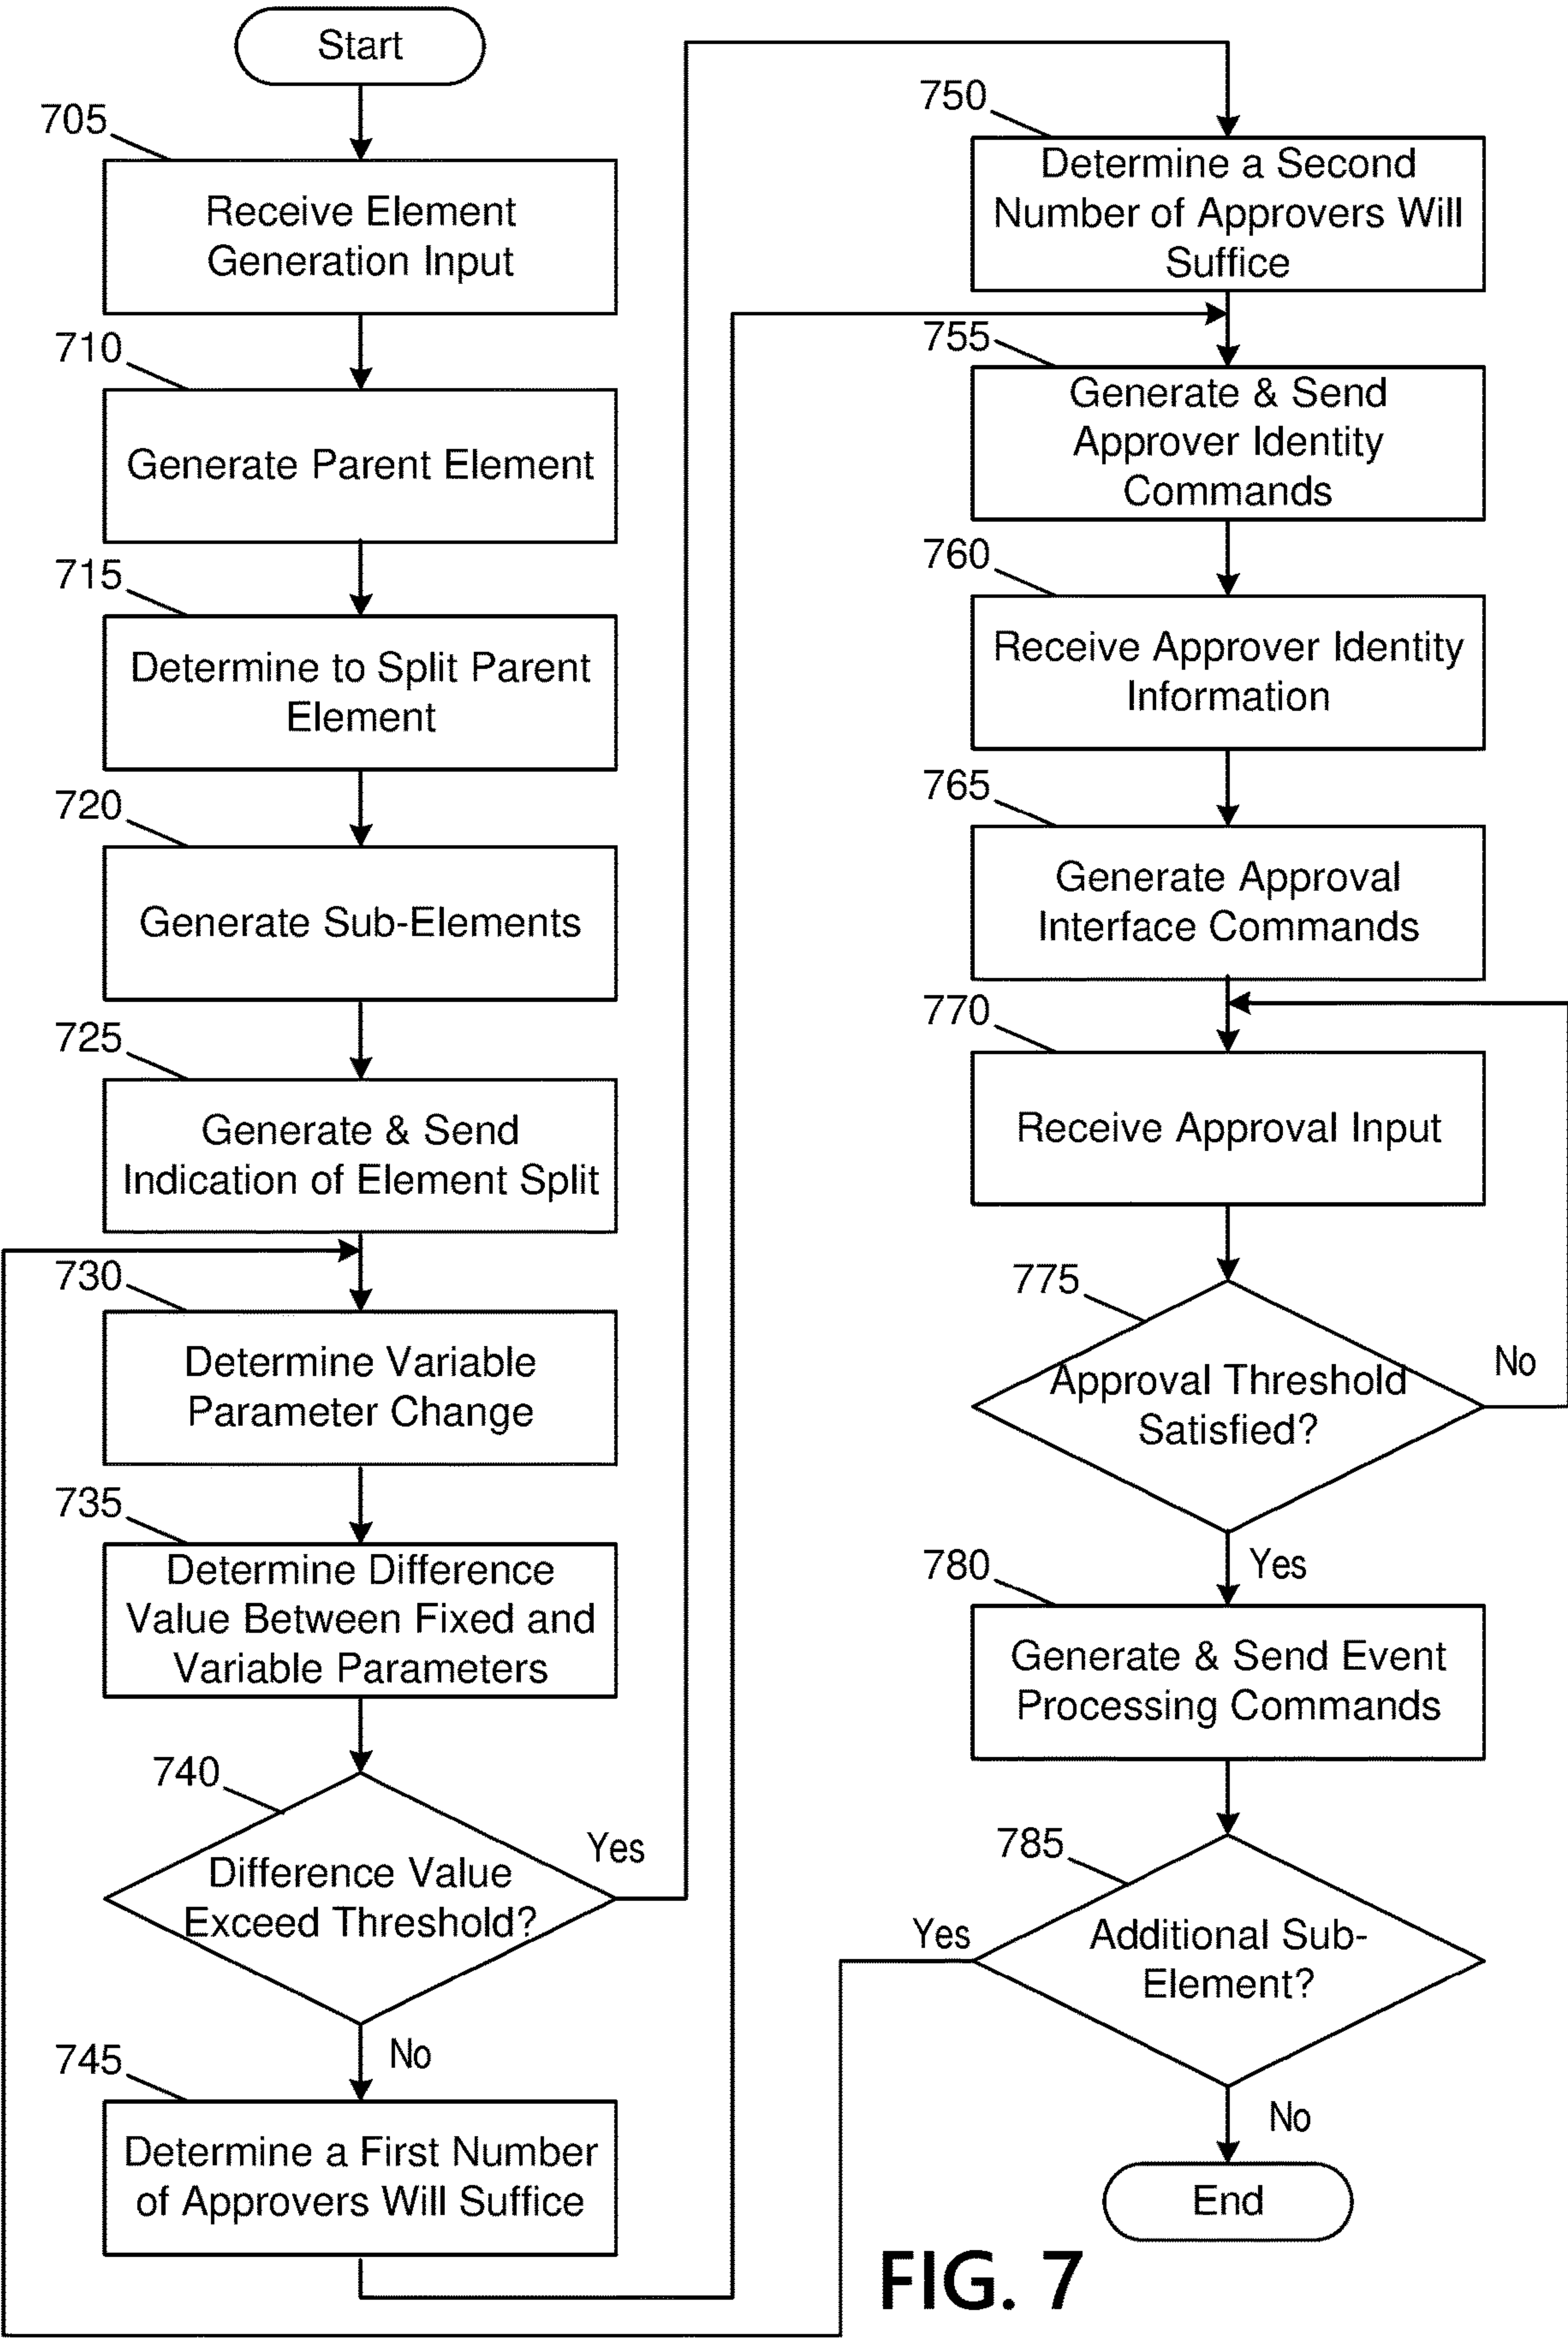 Start
705
Receive Element
Generation Input
710
Generate Parent Element
715
Determine to Split Parent
Element
720
Generate Sub-Elements
725
Generate & Send
Indication of Element Split
730
Determine Variable
Parameter Change
735
Determine Difference
Value Between Fixed and
Variable Parameters
740
Difference Value
Exceed Threshold?
Yes
No
745
Determine a First Number
of Approvers Will Suffice
750
Determine a Second
Number of Approvers Will
Suffice
755
Generate & Send
Approver Identity
Commands
760
Receive Approver Identity
Information
765
Generate Approval
Interface Commands
770
Receive Approval Input
775
Approval Threshold
Satisfied?
No
Yes
780
Generate & Send Event
Processing Commands
785
Additional Sub-
Element?
Yes
No
End
FIG. 7